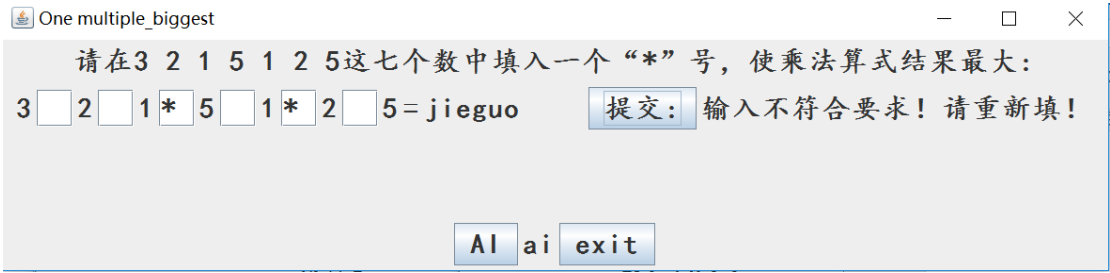 One multiple_biggest
请在3 2 1 5 1 2 5这七个数中填入一个“*”号，使乘法算式结果最大：
3 2 1 * 5 1 * 2 5 = jieguo 提交： 输入不符合要求！请重新填！
AI ai exit